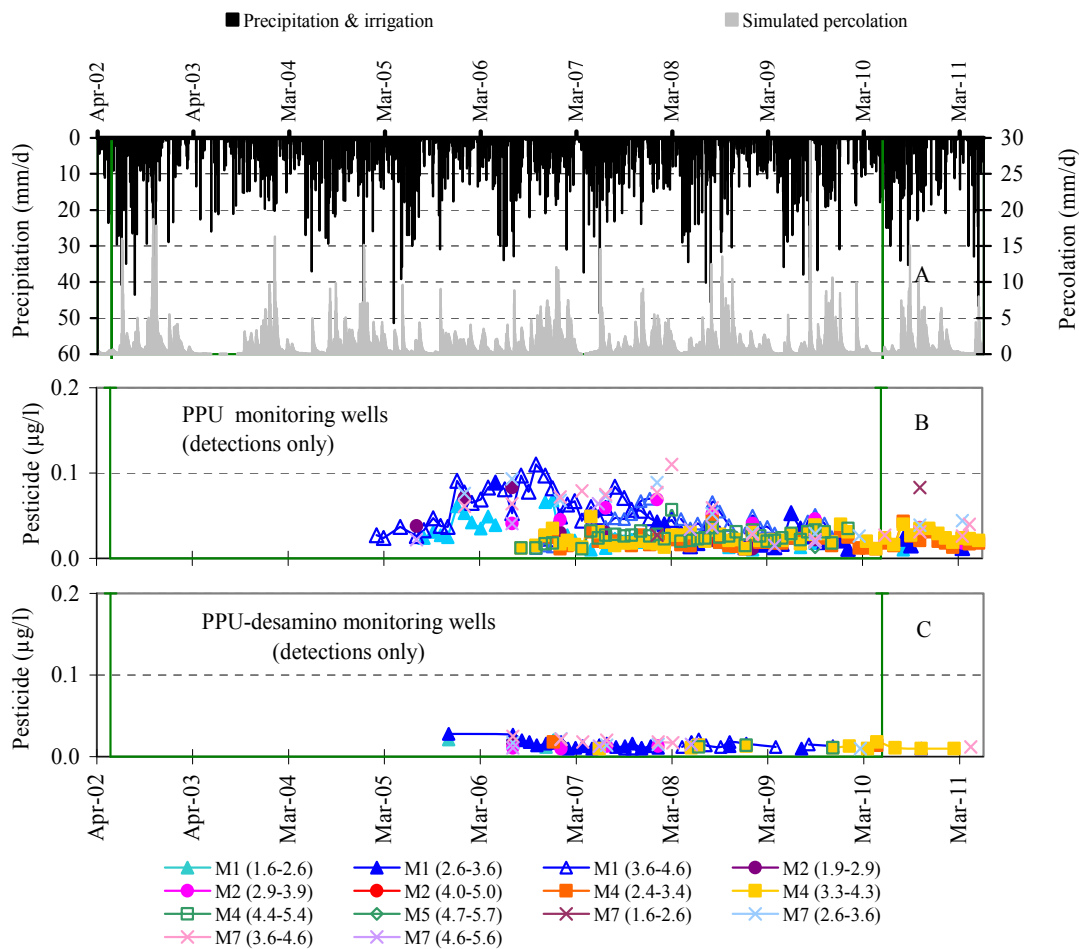 Precipitation & irrigation
Simulated percolation
Apr-02
Apr-03
Mar-04
Mar-05
Mar-06
Mar-07
Mar-08
Mar-09
Mar-10
Mar-11
Precipitation (mm/d)
0
10
20
30
40
50
60
30
25
20
15
10
5
0
Percolation (mm/d)
A
Pesticide (µg/l)
0.2
0.1
0.0
PPU monitoring wells
(detections only)
B
Pesticide (µg/l)
0.2
0.1
0.0
PPU-desamino monitoring wells
(detections only)
C
Apr-02
Apr-03
Mar-04
Mar-05
Mar-06
Mar-07
Mar-08
Mar-09
Mar-10
Mar-11
M1 (1.6-2.6) M1 (2.6-3.6) M1 (3.6-4.6) M2 (1.9-2.9)
M2 (2.9-3.9) M2 (4.0-5.0) M4 (2.4-3.4) M4 (3.3-4.3)
M4 (4.4-5.4) M5 (4.7-5.7) M7 (1.6-2.6) M7 (2.6-3.6)
M7 (3.6-4.6) M7 (4.6-5.6)